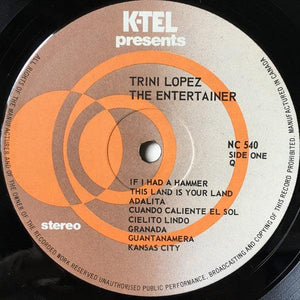 K-TEL
presents
TRINI LOPEZ
THE ENTERTAINER
NC 540
SIDE ONE
Q
IF I HAD A HAMMER
THIS LAND IS YOUR LAND
ADALITA
CUANDO CALIENTE EL SOL
CIELITO LINDO
GRANADA
GUANTANAMERA
KANSAS CITY
stereo
ALL RIGHTS OF THE MANUFACTURER AND OF THE OWNER OF THE RECORDED WORK RESERVED UNAUTHORISED PUBLIC PERFORMANCE, BROADCASTING AND COPYING OF THIS RECORD PROHIBITED. MANUFACTURED IN CANADA